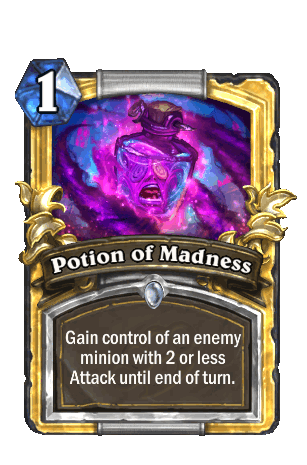 1
Potion of Madness
Gain control of an enemy
minion with 2 or less
Attack until end of turn.